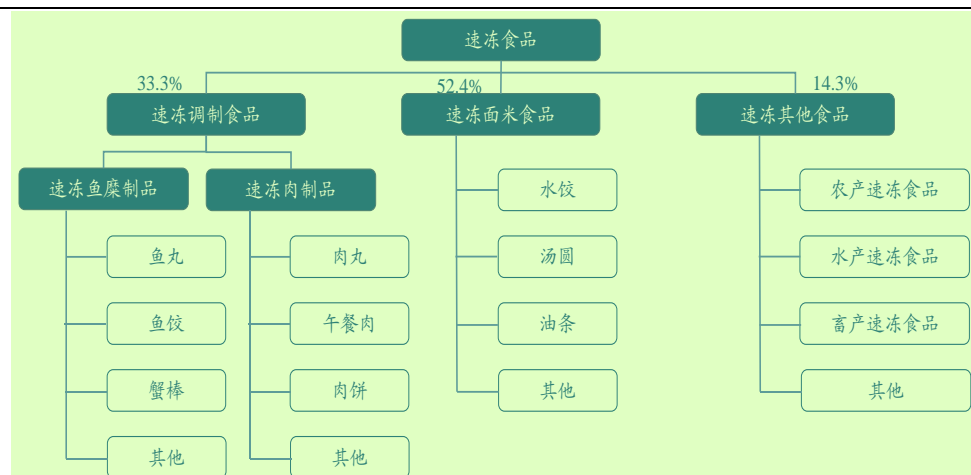 速冻食品
33.3%
52.4%
14.3%
速冻调制食品
速冻面米食品
速冻其他食品
速冻鱼糜制品
速冻肉制品
水饺
农产速冻食品
鱼丸
肉丸
汤圆
水产速冻食品
鱼饺
午餐肉
油条
畜产速冻食品
蟹棒
肉饼
其他
其他
其他
其他